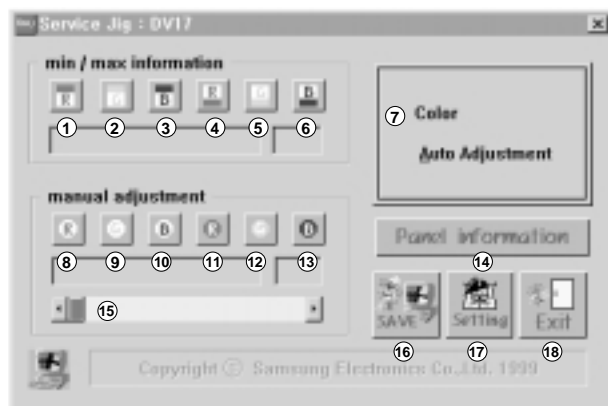 Service Jig : DV17
min / max information
R G B R G B
1 2 3 4 5 6
7 Color
Auto Adjustment
manual adjustment
R G B R G D
8 9 10 11 12 13
Panel information
14
15
SAVE Setting Exit
16 17 18
Copyright © Samsung Electronics Co.,Ltd. 1999